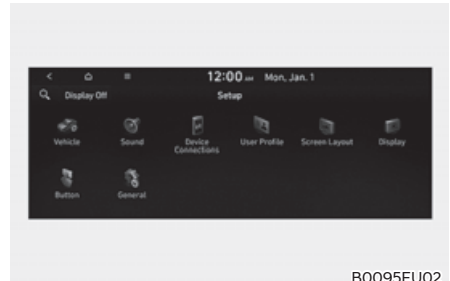 12:00 AM Mon, Jan. 1
Display Off Setup
Vehicle Sound Device Connections User Profile Screen Layout Display
Button General
B0095EU02